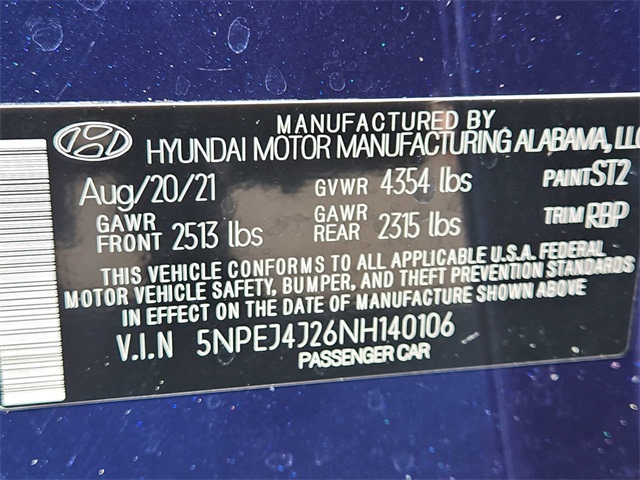 MANUFACTURED BY
HYUNDAI MOTOR MANUFACTURING ALABAMA, LLC
Aug/20/21 GVWR 4354 lbs PAINT ST2
GAWR FRONT 2513 lbs GAWR REAR 2315 lbs TRIM RBP
THIS VEHICLE CONFORMS TO ALL APPLICABLE U.S.A. FEDERAL
MOTOR VEHICLE SAFETY, BUMPER, AND THEFT PREVENTION STANDARDS
IN EFFECT ON THE DATE OF MANUFACTURE SHOWN ABOVE
V.I.N 5NPEJ4J26NH140106
PASSENGER CAR